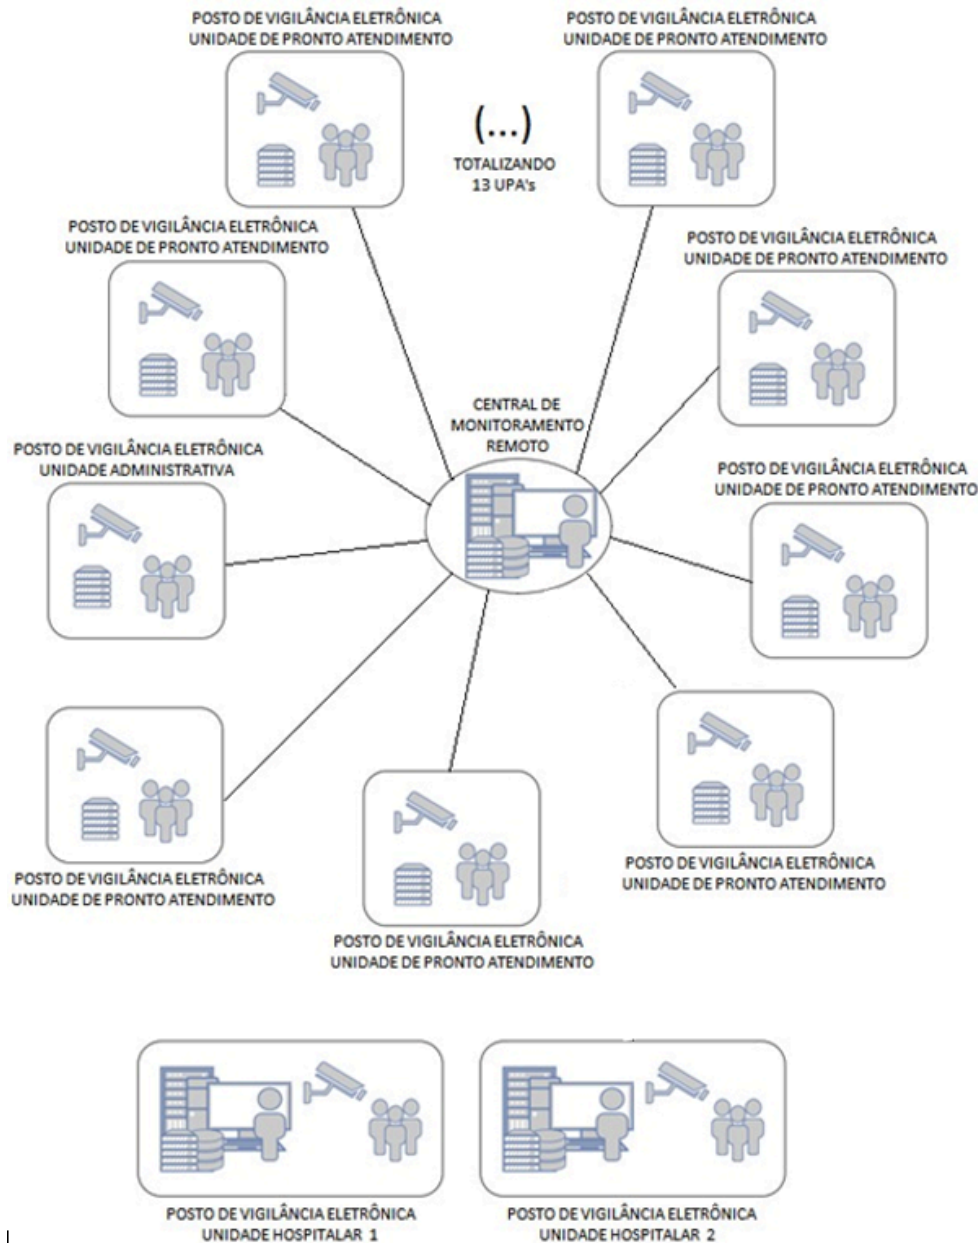 POSTO DE VIGILÂNCIA ELETRÔNICA
UNIDADE DE PRONTO ATENDIMENTO
POSTO DE VIGILÂNCIA ELETRÔNICA
UNIDADE DE PRONTO ATENDIMENTO
(...)
TOTALIZANDO
13 UPA's
POSTO DE VIGILÂNCIA ELETRÔNICA
UNIDADE DE PRONTO ATENDIMENTO
POSTO DE VIGILÂNCIA ELETRÔNICA
UNIDADE DE PRONTO ATENDIMENTO
CENTRAL DE
MONITORAMENTO
REMOTO
POSTO DE VIGILÂNCIA ELETRÔNICA
UNIDADE ADMINISTRATIVA
POSTO DE VIGILÂNCIA ELETRÔNICA
UNIDADE DE PRONTO ATENDIMENTO
POSTO DE VIGILÂNCIA ELETRÔNICA
UNIDADE DE PRONTO ATENDIMENTO
POSTO DE VIGILÂNCIA ELETRÔNICA
UNIDADE DE PRONTO ATENDIMENTO
POSTO DE VIGILÂNCIA ELETRÔNICA
UNIDADE DE PRONTO ATENDIMENTO
POSTO DE VIGILÂNCIA ELETRÔNICA
UNIDADE HOSPITALAR 1
POSTO DE VIGILÂNCIA ELETRÔNICA
UNIDADE HOSPITALAR 2